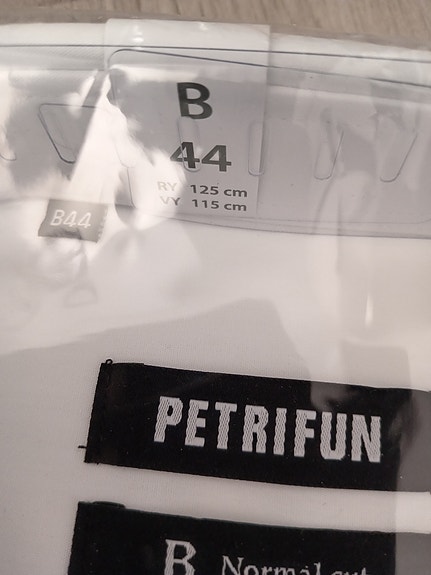 B
44
RY 125 cm
VY 115 cm
B44
PETRIFUN
B Normal cut